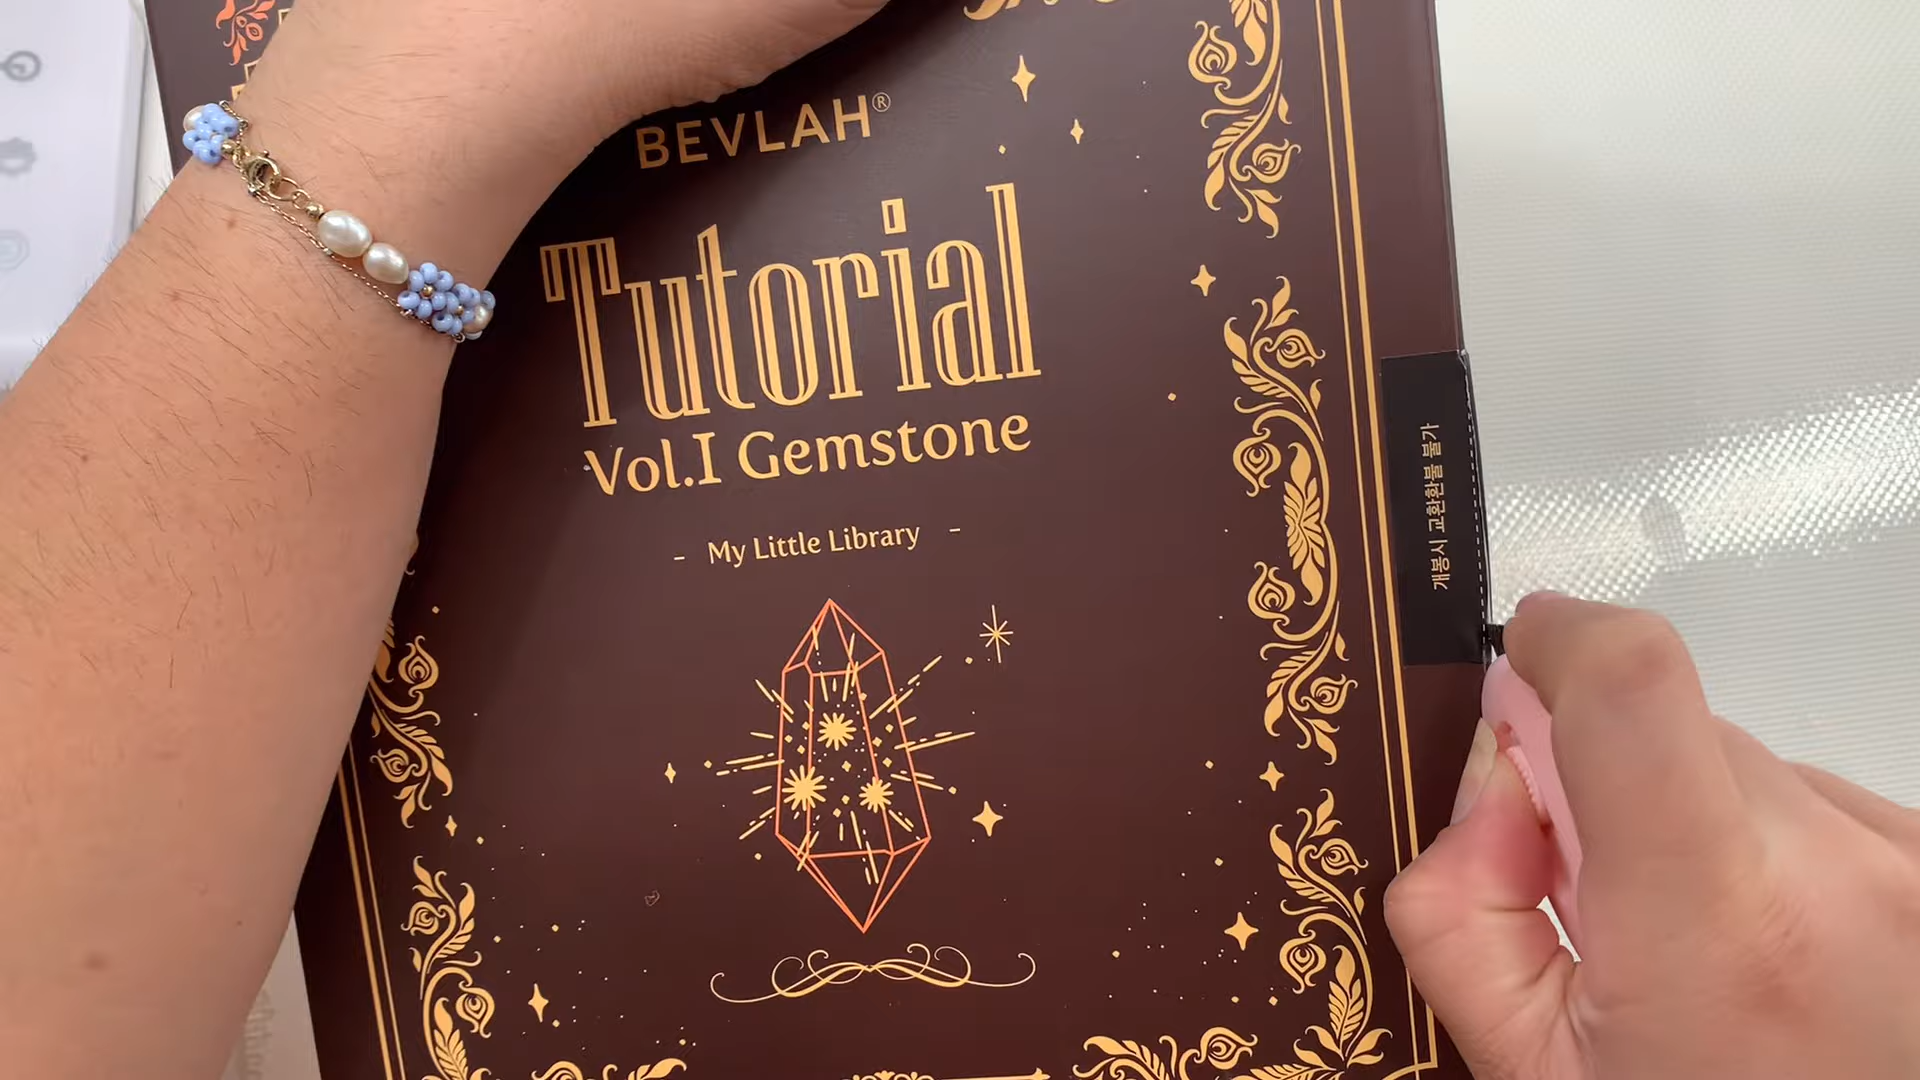 BEVLAH®
Tutorial
Vol.I Gemstone
- My Little Library -
개봉시 교환환불 불가